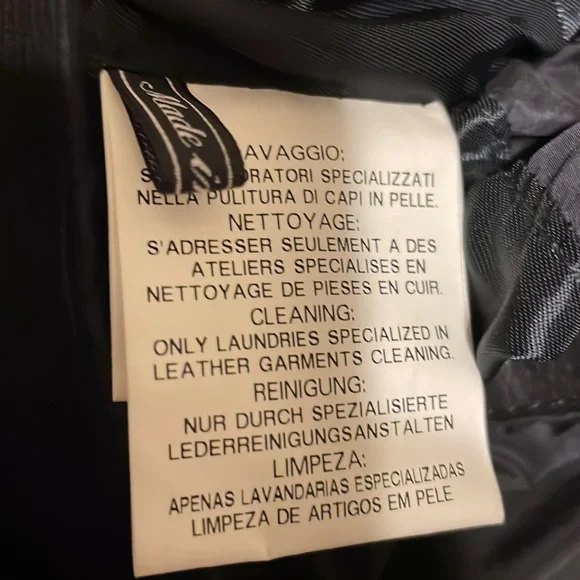 Made
AVAGGIO:
ORATORI SPECIALIZZATI
NELLA PULITURA DI CAPI IN PELLE.
NETTOYAGE:
S'ADRESSER SEULEMENT A DES
ATELIERS SPECIALISES EN
NETTOYAGE DE PIESES EN CUIR.
CLEANING:
ONLY LAUNDRIES SPECIALIZED IN
LEATHER GARMENTS CLEANING.
REINIGUNG:
NUR DURCH SPEZIALISIERTE
LEDERREINIGUNGSANSTALTEN
LIMPEZA:
APENAS LAVANDARIAS ESPECIALIZADAS
LIMPEZA DE ARTIGOS EM PELE